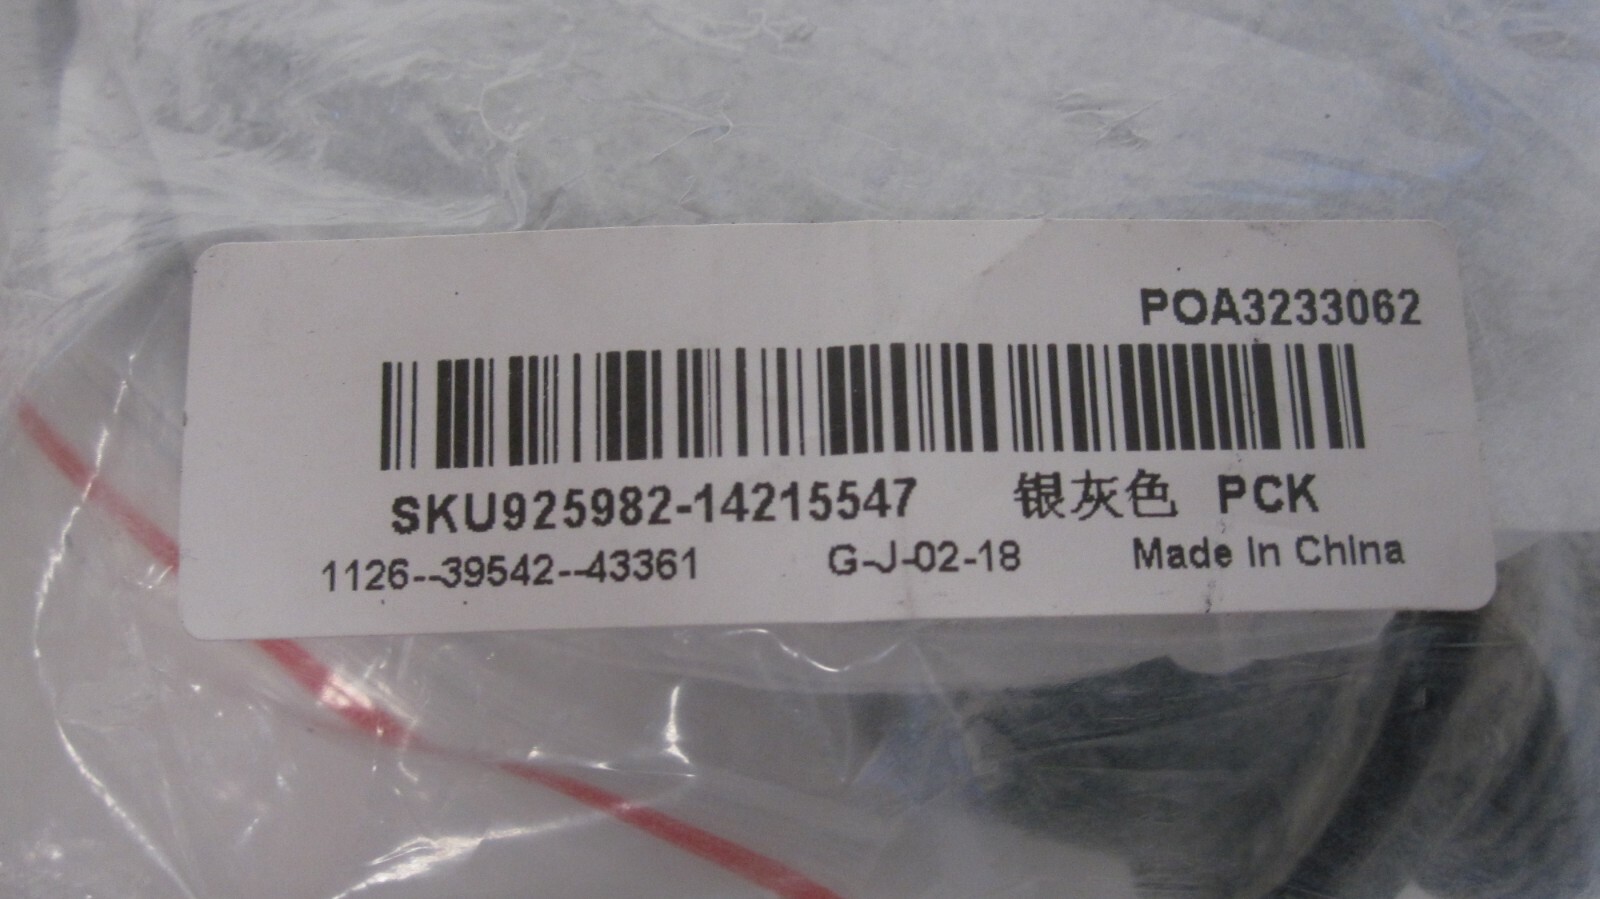 POA3233062
SKU925982-14215547 银灰色 PCK
1126--39542--43361 G-J-02-18 Made In China